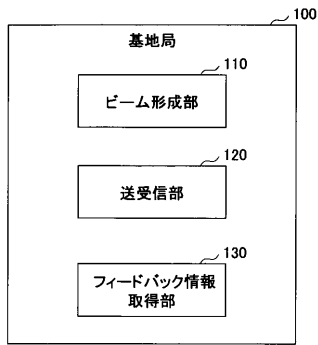 100
基地局
110
ビーム形成部
120
送受信部
130
フィードバック情報
取得部